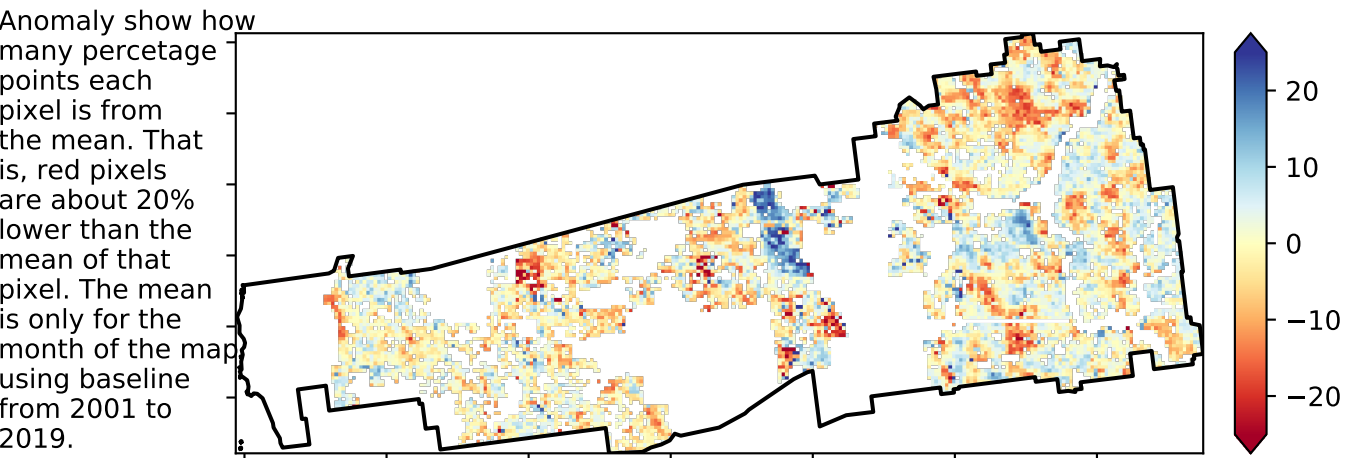 Anomaly show how
many percetage
points each
pixel is from
the mean. That
is, red pixels
are about 20%
lower than the
mean of that
pixel. The mean
is only for the
month of the map
using baseline
from 2001 to
2019.
20
10
0
−10
−20